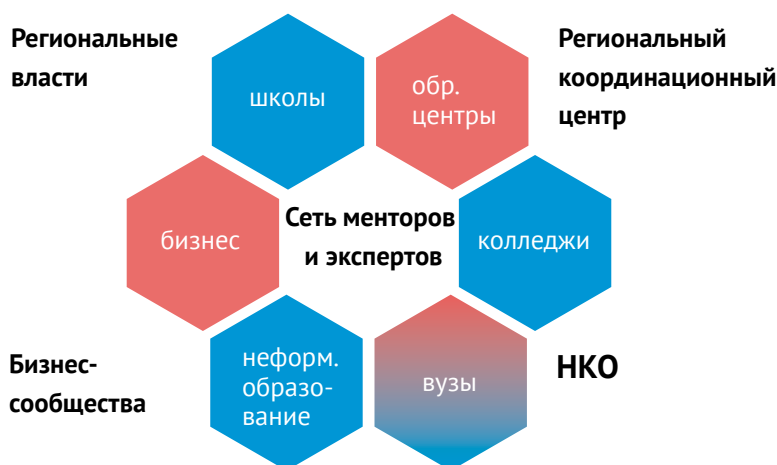 Региональные
власти
школы
обр.
центры
Региональный
координационный
центр
бизнес
Сеть менторов
и экспертов
колледжи
Бизнес-
сообщества
неформ.
образо-
вание
вузы
НКО